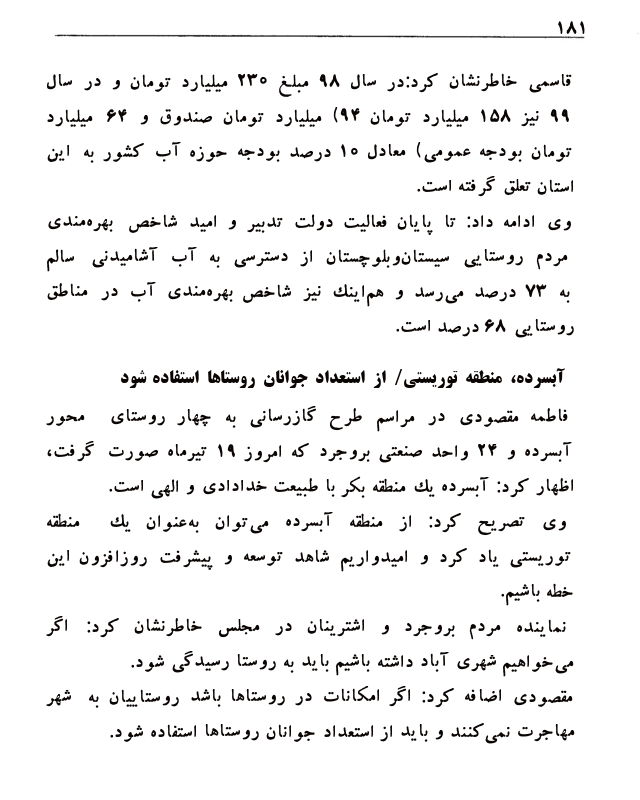 ۱۸۱
قاسمی خاطرنشان کرد:در سال ۹۸ مبلغ ۲۳۰ میلیارد تومان و در سال
۹۹ نیز ۱۵۸ میلیارد تومان ۹۴) میلیارد تومان صندوق و ۶۴ میلیارد
تومان بودجه عمومی) معادل ۱۰ درصد بودجه حوزه آب کشور به این
استان تعلق گرفته است.
وی ادامه داد: تا پایان فعالیت دولت تدبیر و امید شاخص بهره‌مندی
مردم روستایی سیستان‌وبلوچستان از دسترسی به آب آشامیدنی سالم
به ۷۳ درصد می‌رسد و هم‌اینك نیز شاخص بهره‌مندی آب در مناطق
روستایی ۶۸ درصد است.
آبسرده، منطقه توریستی/ از استعداد جوانان روستاها استفاده شود
فاطمه مقصودی در مراسم طرح گازرسانی به چهار روستای محور
آبسرده و ۲۴ واحد صنعتی بروجرد که امروز ۱۹ تیرماه صورت گرفت،
اظهار کرد: آبسرده یك منطقه بکر با طبیعت خدادادی و الهی است.
وی تصریح کرد: از منطقه آبسرده می‌توان به‌عنوان یك منطقه
توریستی یاد کرد و امیدواریم شاهد توسعه و پیشرفت روزافزون این
خطه باشیم.
نماینده مردم بروجرد و اشترینان در مجلس خاطرنشان کرد: اگر
می‌خواهیم شهری آباد داشته باشیم باید به روستا رسیدگی شود.
مقصودی اضافه کرد: اگر امکانات در روستاها باشد روستاییان به شهر
مهاجرت نمی‌کنند و باید از استعداد جوانان روستاها استفاده شود.